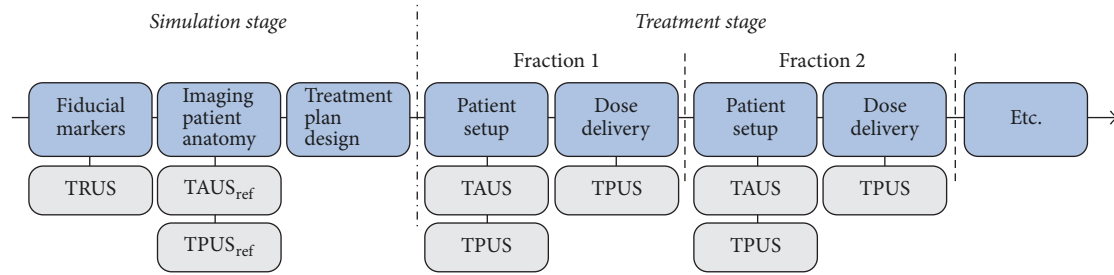 Simulation stage
Treatment stage
Fraction 1
Fraction 2
Fiducial
markers
Imaging
patient
anatomy
Treatment
plan
design
Patient
setup
Dose
delivery
Patient
setup
Dose
delivery
Etc.
TRUS
TAUSref
TAUS
TPUS
TAUS
TPUS
TPUSref
TPUS
TPUS